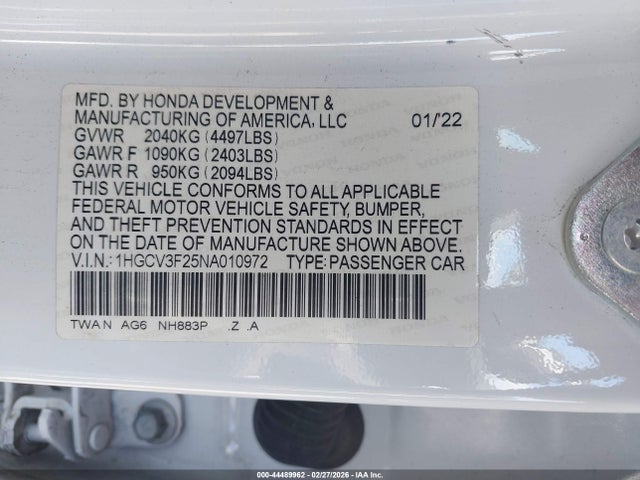 MFD. BY HONDA DEVELOPMENT &
MANUFACTURING OF AMERICA, LLC 01/22
GVWR 2040KG (4497LBS)
GAWR F 1090KG (2403LBS)
GAWR R 950KG (2094LBS)
THIS VEHICLE CONFORMS TO ALL APPLICABLE
FEDERAL MOTOR VEHICLE SAFETY, BUMPER,
AND THEFT PREVENTION STANDARDS IN EFFECT
ON THE DATE OF MANUFACTURE SHOWN ABOVE.
V.I.N.: 1HGCV3F25NA010972 TYPE: PASSENGER CAR
TWA N AG6 NH883P .Z .A
000-44489962 - 02/27/2026 - IAA Holdings, LLC